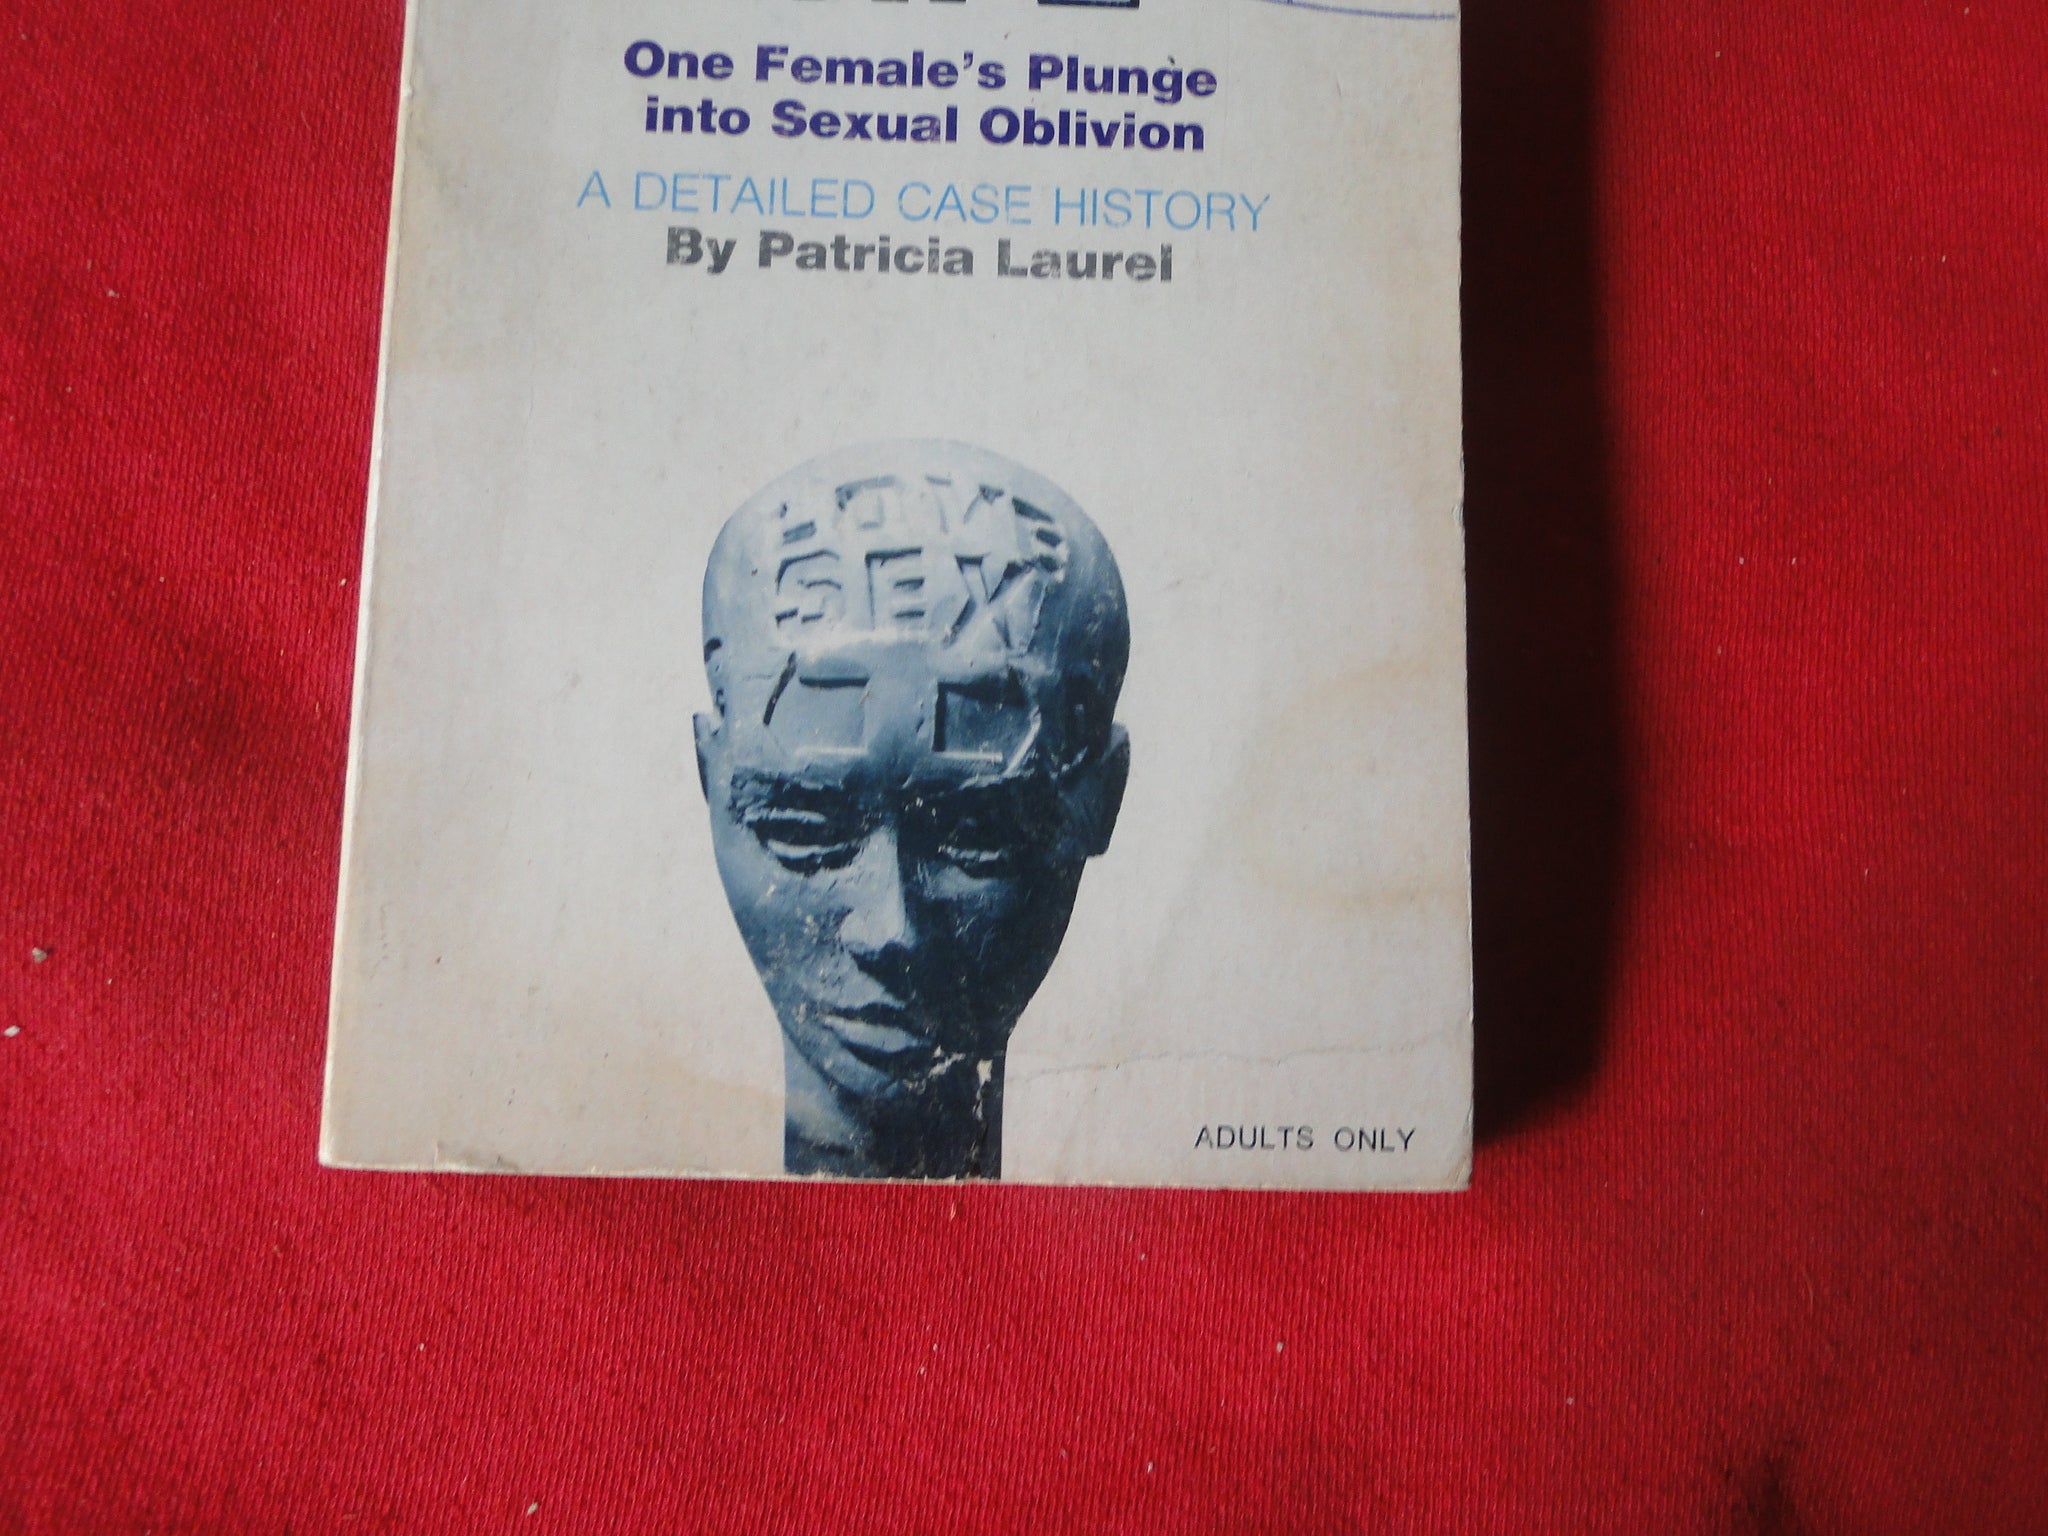 One Female's Plunge
into Sexual Oblivion
A DETAILED CASE HISTORY
By Patricia Laurel
SEX
ADULTS ONLY